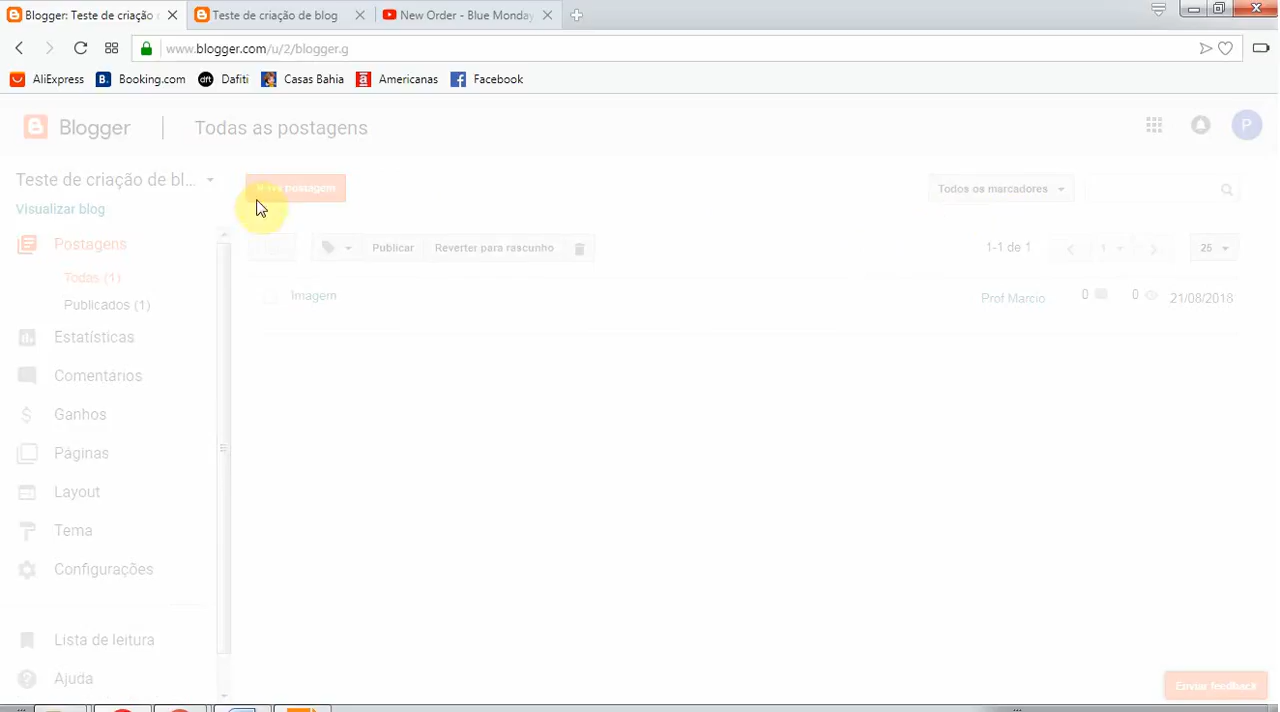 Blogger: Teste de criação Teste de criação de blog New Order - Blue Monday
www.blogger.com/u/2/blogger.g
AliExpress B. Booking.com dft Dafiti Casas Bahia a Americanas f Facebook
Blogger Todas as postagens P
Teste de criação de bl... postagem Todos os marcadores
Visualizar blog
Postagens Publicar Reverter para rascunho 1-1 de 1 1 25
Todas (1) Imagem Prof Marcio 0 0 21/08/2018
Publicados (1)
Estatísticas
Comentários
$ Ganhos
Páginas
Layout
Tema
Configurações
Lista de leitura
? Ajuda
Enviar feedback